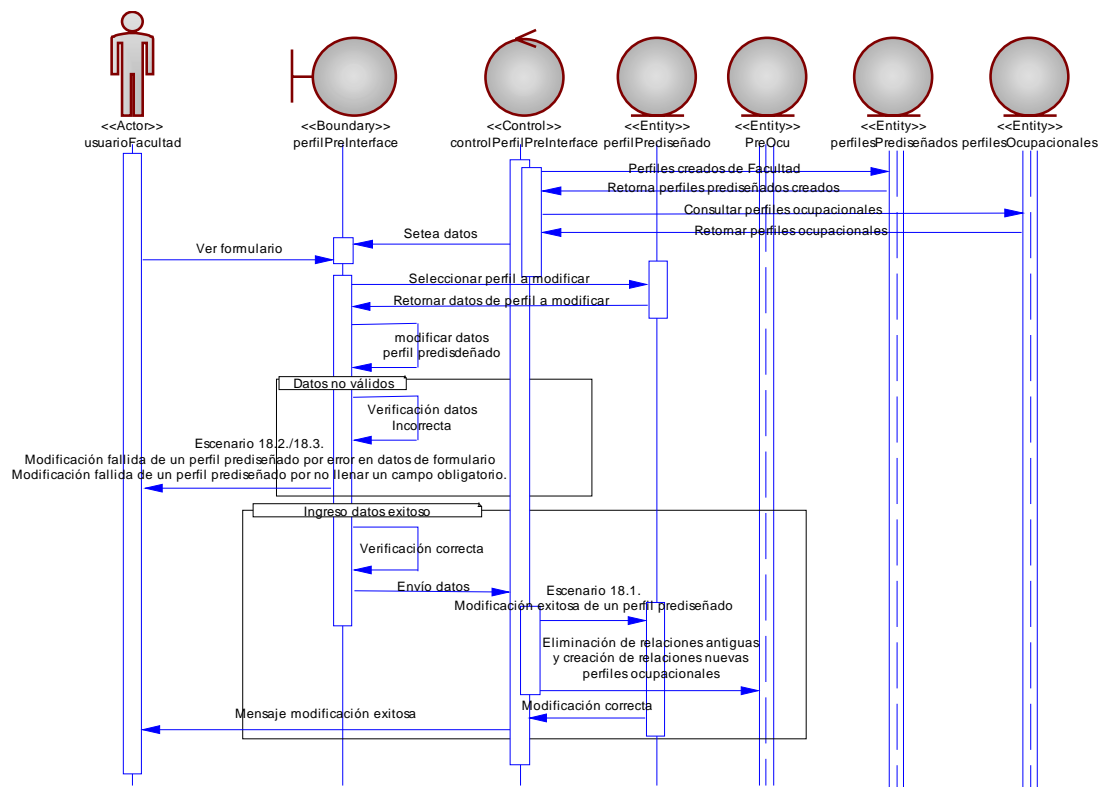 <<Actor>>
usuarioFacultad
<<Boundary>>
perfilPreInterface
<<Control>>
controlPerfilPreInterface
<<Entity>>
perfilPrediseñado
<<Entity>>
PreOcu
<<Entity>>
perfilesPrediseñados
<<Entity>>
perfilesOcupacionales
Perfiles creados de Facultad
Retorna perfiles prediseñados creados
Consultar perfiles ocupacionales
Retornar perfiles ocupacionales
Setea datos
Ver formulario
Seleccionar perfil a modificar
Retornar datos de perfil a modificar
modificar datos
perfil predisdeñado
Datos no válidos
Verificación datos
Incorrecta
Escenario 18.2./18.3.
Modificación fallida de un perfil prediseñado por error en datos de formulario
Modificación fallida de un perfil prediseñado por no llenar un campo obligatorio.
Ingreso datos exitoso
Verificación correcta
Envío datos
Escenario 18.1.
Modificación exitosa de un perfil prediseñado
Eliminación de relaciones antiguas
y creación de relaciones nuevas
perfiles ocupacionales
Modificación correcta
Mensaje modificación exitosa